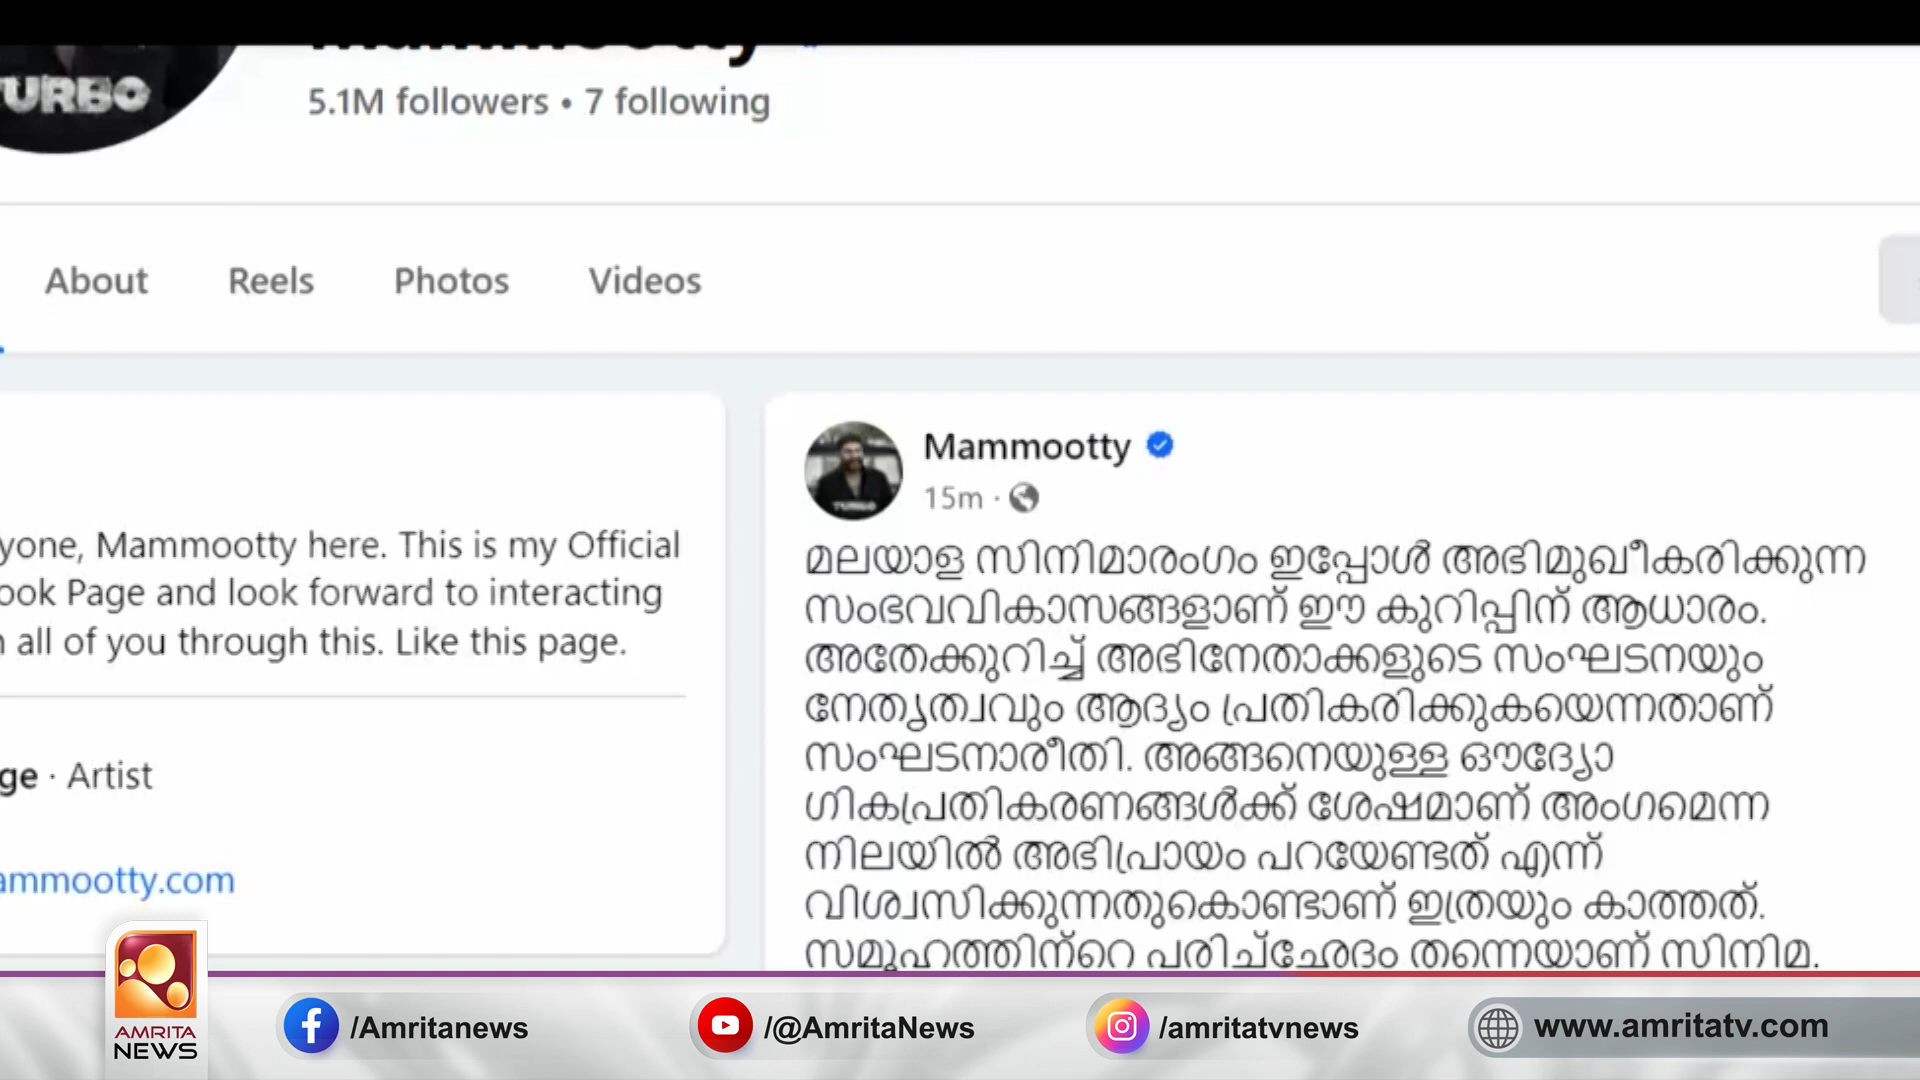 Mammootty
TURBO
5.1M followers • 7 following
About Reels Photos Videos
yone, Mammootty here. This is my Official
ook Page and look forward to interacting
all of you through this. Like this page.
ge · Artist
ammootty.com
Mammootty
15m ·
മലയാള സിനിമാരംഗം ഇപ്പോൾ അഭിമുഖീകരിക്കുന്ന
സംഭവവികാസങ്ങളാണ് ഈ കുറിപ്പിന് ആധാരം.
അതേക്കുറിച്ച് അഭിനേതാക്കളുടെ സംഘടനയും
നേതൃത്വവും ആദ്യം പ്രതികരിക്കുകയെന്നതാണ്
സംഘടനാരീതി. അങ്ങനെയുള്ള ഔദ്യോ
ഗികപ്രതികരണങ്ങൾക്ക് ശേഷമാണ് അംഗമെന്ന
നിലയിൽ അഭിപ്രായം പറയേണ്ടത് എന്ന്
വിശ്വസിക്കുന്നതുകൊണ്ടാണ് ഇത്രയും കാത്തത്.
സമൂഹത്തിൻ്റെ പരിച്ഛേദം തന്നെയാണ് സിനിമ.
AMRITA
NEWS
/Amritanews
/@AmritaNews
/amritatvnews
www.amritatv.com